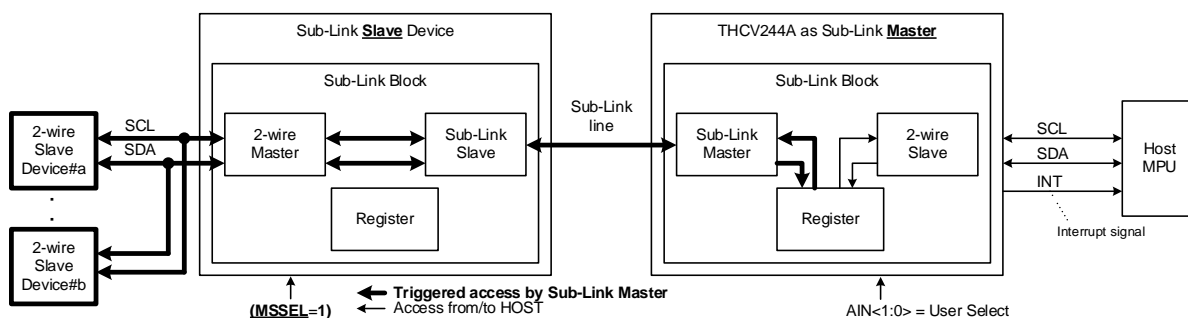 Sub-Link Slave Device
THCV244A as Sub-Link Master
Sub-Link Block
Sub-Link Block
Sub-Link
line
2-wire
Slave
Device#a
SCL
SDA
2-wire
Master
Sub-Link
Slave
Sub-Link
Master
2-wire
Slave
SCL
SDA
INT
Host
MPU
.
.
Register
Register
Interrupt signal
2-wire
Slave
Device#b
(MSSEL=1)
Triggered access by Sub-Link Master
Access from/to HOST
AIN<1:0> = User Select